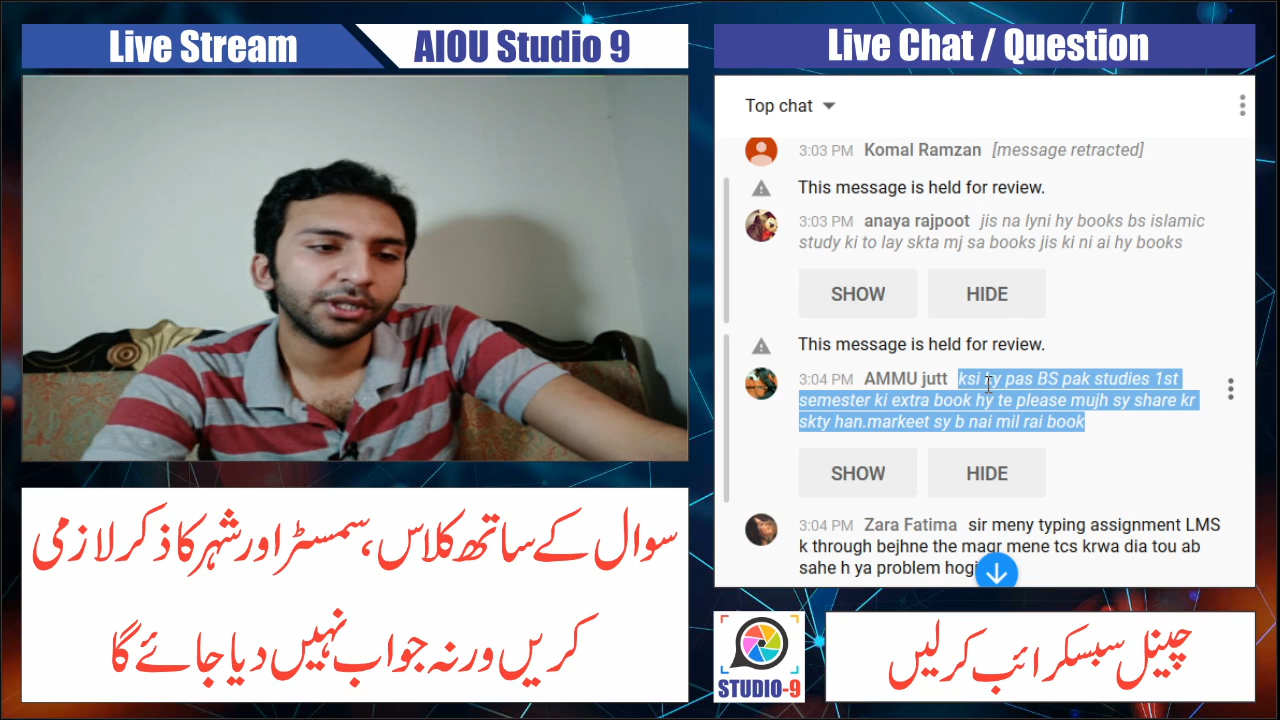 Live Stream
AIOU Studio 9
Live Chat / Question
Top chat
3:03 PM Komal Ramzan [message retracted]
This message is held for review.
3:03 PM anaya rajpoot jis na lyni hy books bs islamic
study ki to lay skta mj sa books jis ki ni ai hy books
SHOW HIDE
This message is held for review.
3:04 PM AMMU jutt ksi ty pas BS pak studies 1st
semester ki extra book hy te please mujh sy share kr
skty han.markeet sy b nai mil rai book
SHOW HIDE
3:04 PM Zara Fatima sir meny typing assignment LMS
k through bejhne the magr mene tcs krwa dia tou ab
sahe h ya problem hogi
سوال کے ساتھ کلاس، سمسٹر اور شہر کا ذکر لازمی
کریں ورنہ جواب نہیں دیا جائے گا
STUDIO-9
چینل سبسکرائب کر لیں